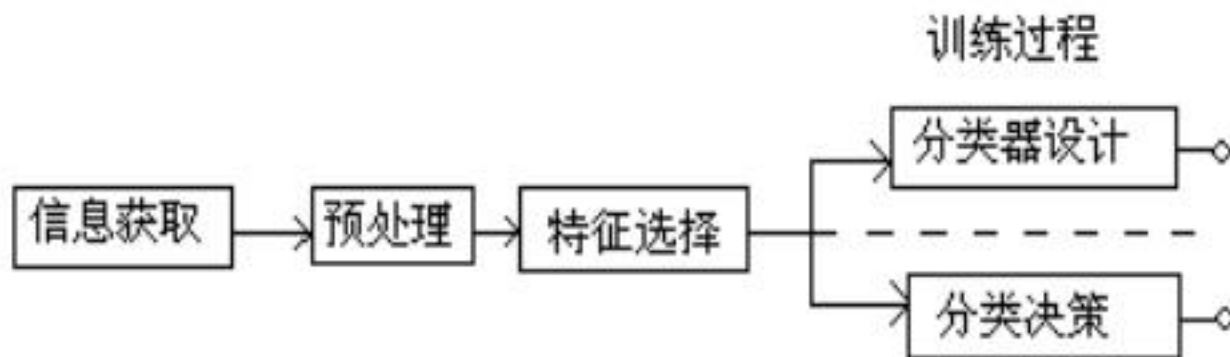 训练过程
分类器设计
信息获取
预处理
特征选择
分类决策